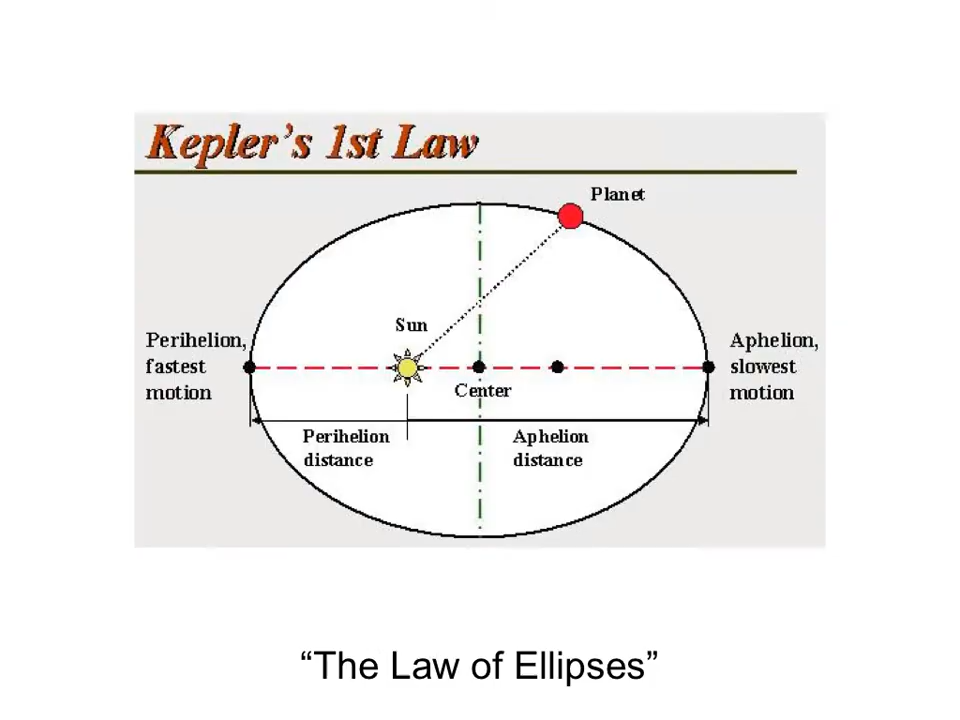 Kepler's 1st Law
Planet
Sun
Perihelion,
fastest
motion
Aphelion,
slowest
motion
Center
Perihelion
distance
Aphelion
distance
“The Law of Ellipses”